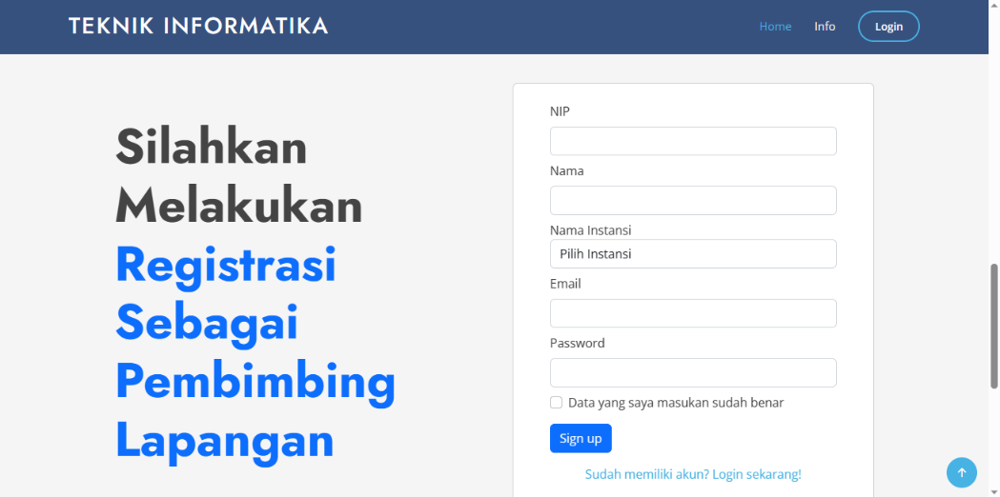 TEKNIK INFORMATIKA
Home Info Login
Silahkan
Melakukan
Registrasi
Sebagai
Pembimbing
Lapangan
NIP
Nama
Nama Instansi
Pilih Instansi
Email
Password
Data yang saya masukan sudah benar
Sign up
Sudah memiliki akun? Login sekarang!